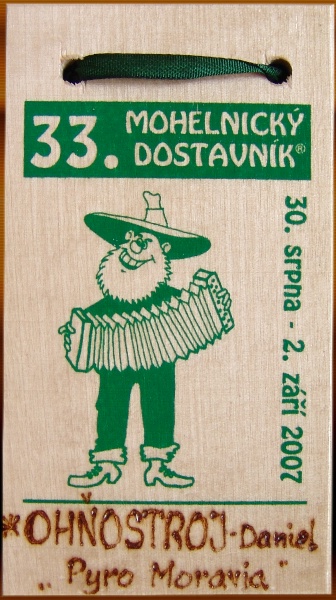 33. MOHELNICKÝ
DOSTAVNÍK®
30. srpna - 2. září 2007
*OHŇOSTROJ-Daniel
„Pyro Moravia"